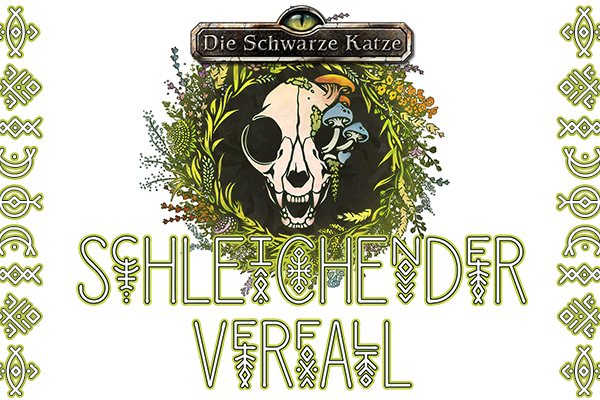 Die Schwarze Katze
SCHLEICHENDER
VERFALL